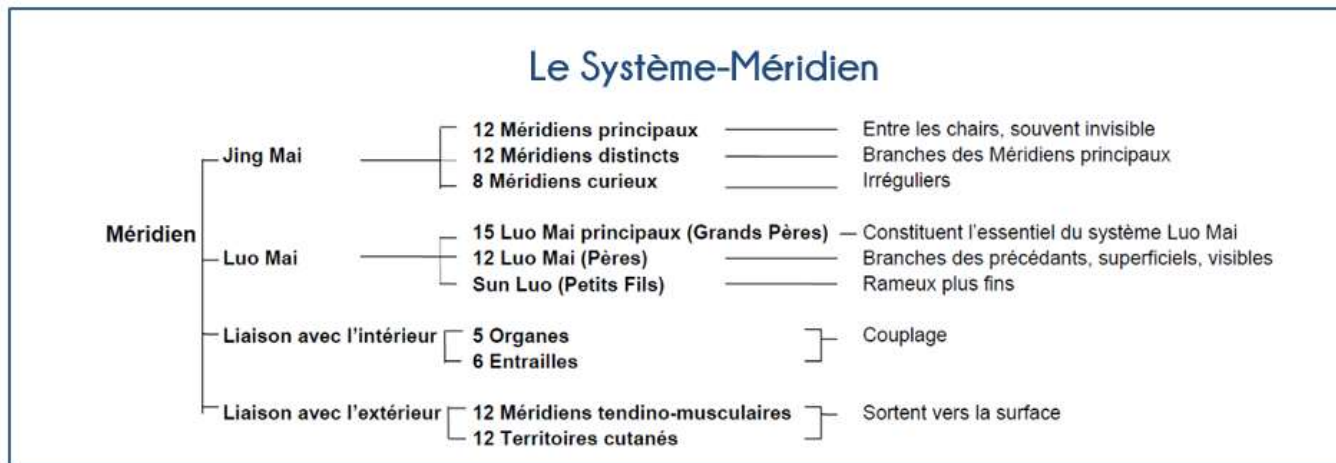 Le Système-Méridien
12 Méridiens principaux Entre les chairs, souvent invisible
Jing Mai 12 Méridiens distincts Branches des Méridiens principaux
8 Méridiens curieux Irréguliers
Méridien 15 Luo Mai principaux (Grands Pères) Constituent l'essentiel du système Luo Mai
Luo Mai 12 Luo Mai (Pères) Branches des précédants, superficiels, visibles
Sun Luo (Petits Fils) Rameux plus fins
Liaison avec l'intérieur 5 Organes Couplage
6 Entrailles
Liaison avec l'extérieur 12 Méridiens tendino-musculaires Sortent vers la surface
12 Territoires cutanés